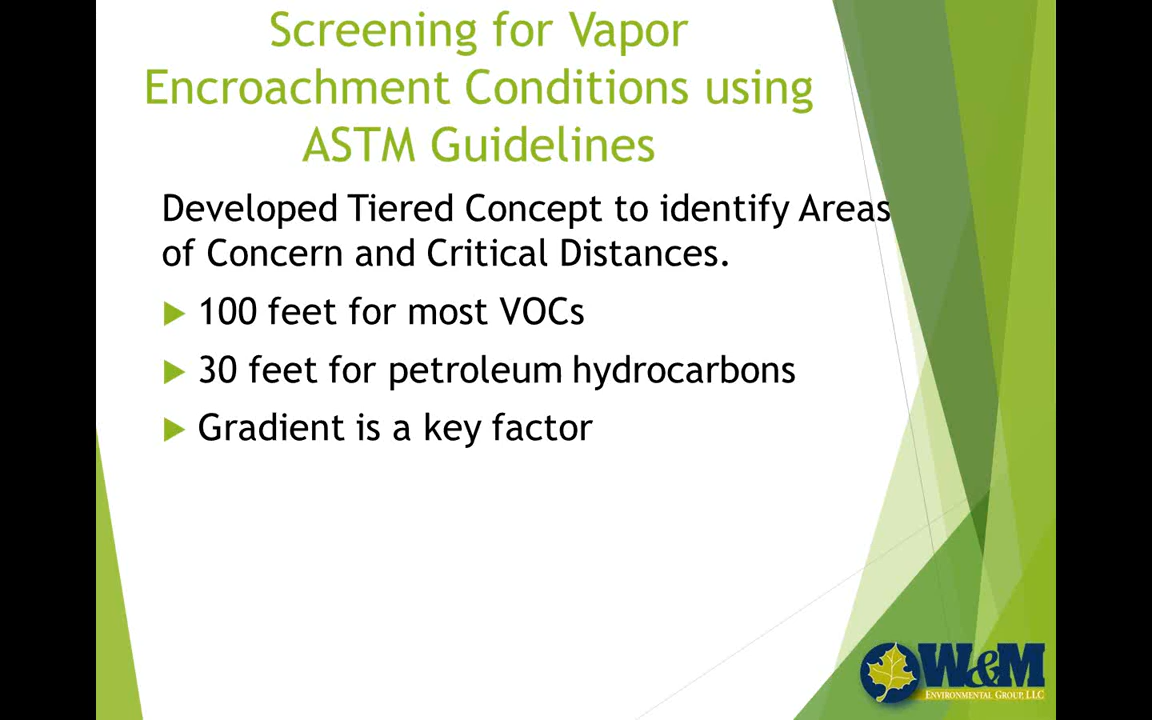 Screening for Vapor
Encroachment Conditions using
ASTM Guidelines
Developed Tiered Concept to identify Areas
of Concern and Critical Distances.
100 feet for most VOCs
30 feet for petroleum hydrocarbons
Gradient is a key factor
W&M
ENVIRONMENTAL GROUP, LLC